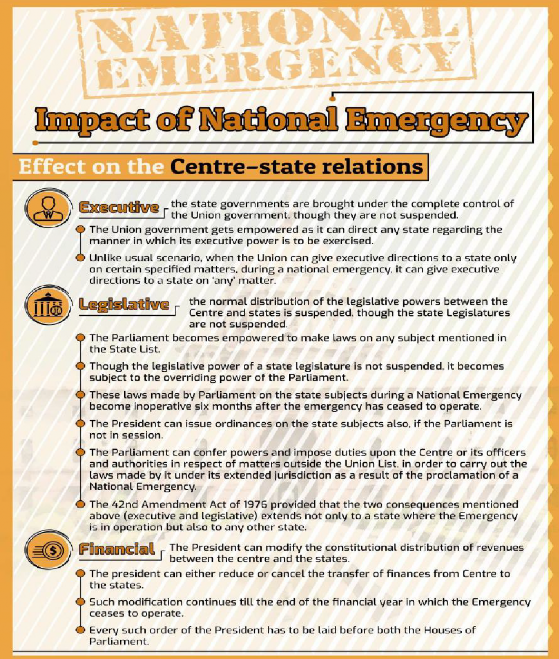 NATIONAL
EMERGENCY
Impact of National Emergency
Effect on the Centre-state relations
Executive the state governments are brought under the complete control of
the Union government, though they are not suspended.
The Union government gets empowered as it can direct any state regarding the
manner in which its executive power is to be exercised.
Unlike usual scenario, when the Union can give executive directions to a state only
on certain specified matters, during a national emergency, it can give executive
directions to a state on 'any' matter.
Legislative the normal distribution of the legislative powers between the
Centre and states is suspended, though the state Legislatures
are not suspended.
The Parliament becomes empowered to make laws on any subject mentioned in
the State List.
Though the legislative power of a state legislature is not suspended, it becomes
subject to the overriding power of the Parliament.
These laws made by Parliament on the state subjects during a National Emergency
become inoperative six months after the emergency has ceased to operate.
The President can issue ordinances on the state subjects also, if the Parliament is
not in session.
The Parliament can confer powers and impose duties upon the Centre or its officers
and authorities in respect of matters outside the Union List, in order to carry out the
laws made by it under its extended jurisdiction as a result of the proclamation of a
National Emergency.
The 42nd Amendment Act of 1976 provided that the two consequences mentioned
above (executive and legislative) extends not only to a state where the Emergency
is in operation but also to any other state.
Financial The President can modify the constitutional distribution of revenues
between the centre and the states.
The president can either reduce or cancel the transfer of finances from Centre to
the states.
Such modification continues till the end of the financial year in which the Emergency
ceases to operate.
Every such order of the President has to be laid before both the Houses of
Parliament.